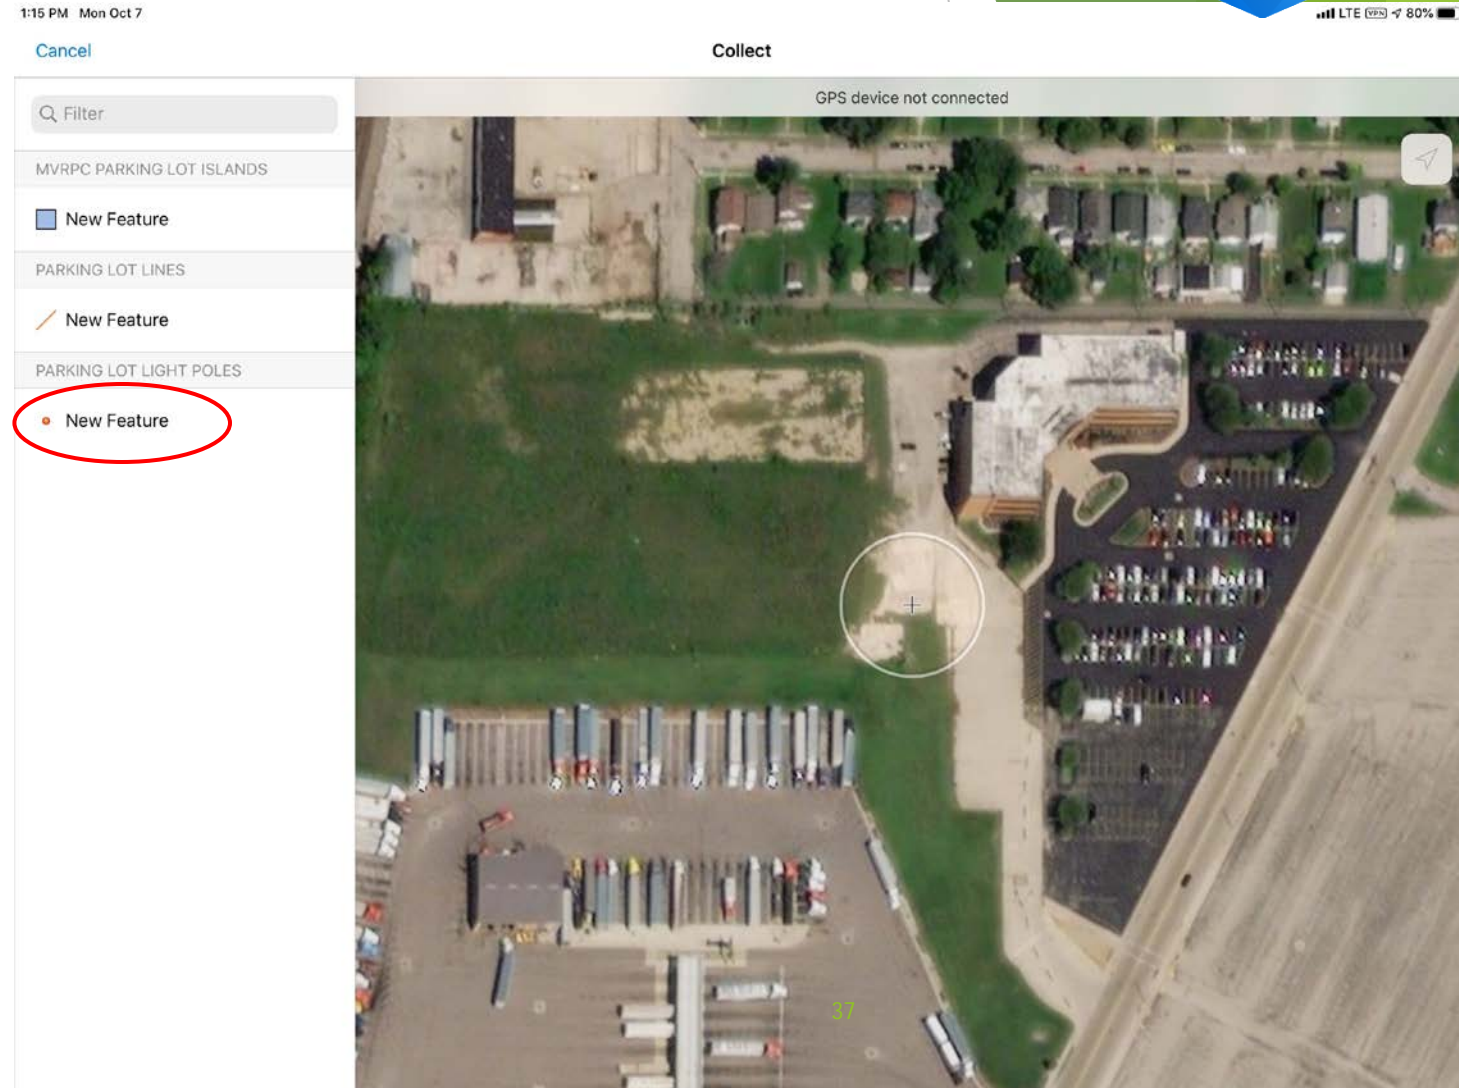 1:15 PM Mon Oct 7
LTE VPN 80%
Cancel
Collect
Filter
GPS device not connected
MVRPC PARKING LOT ISLANDS
New Feature
PARKING LOT LINES
New Feature
PARKING LOT LIGHT POLES
New Feature
37